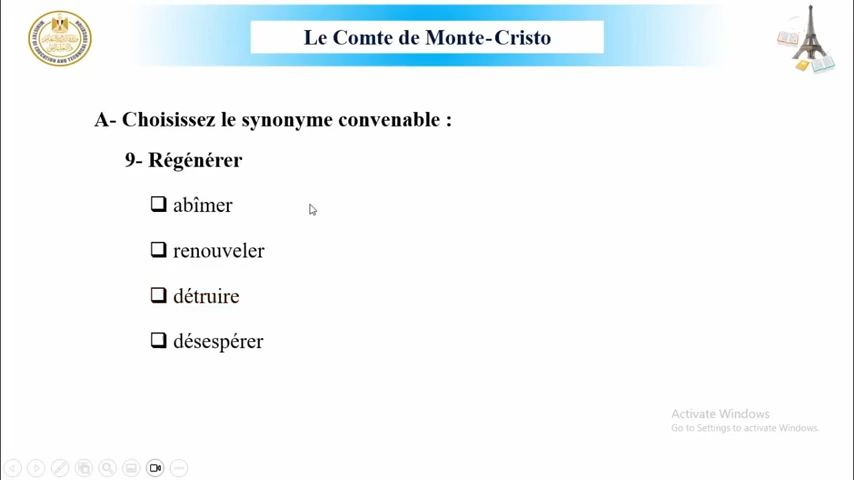 Le Comte de Monte-Cristo
A- Choisissez le synonyme convenable :
9- Régénérer
abîmer
renouveler
détruire
désespérer
Activate Windows
Go to Settings to activate Windows.